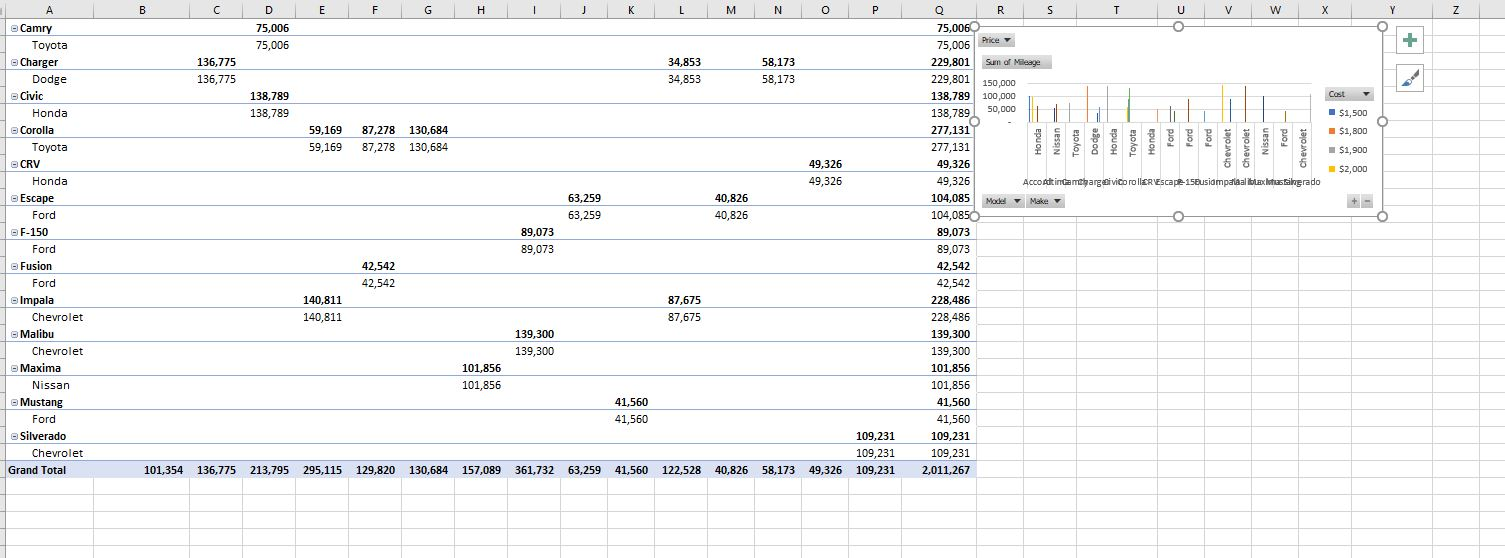 A B C D E F G H I J K L M N O P Q R S T U V W X Y Z
Camry 75,006 75,006
Toyota 75,006 75,006
Charger 136,775 34,853 58,173 229,801
Dodge 136,775 34,853 58,173 229,801
Civic 138,789 138,789
Honda 138,789 138,789
Corolla 59,169 87,278 130,684 277,131
Toyota 59,169 87,278 130,684 277,131
CRV 49,326 49,326
Honda 49,326 49,326
Escape 63,259 40,826 104,085
Ford 63,259 40,826 104,085
F-150 89,073 89,073
Ford 89,073 89,073
Fusion 42,542 42,542
Ford 42,542 42,542
Impala 140,811 87,675 228,486
Chevrolet 140,811 87,675 228,486
Malibu 139,300 139,300
Chevrolet 139,300 139,300
Maxima 101,856 101,856
Nissan 101,856 101,856
Mustang 41,560 41,560
Ford 41,560 41,560
Silverado 109,231 109,231
Chevrolet 109,231 109,231
Grand Total 101,354 136,775 213,795 295,115 129,820 130,684 157,089 361,732 63,259 41,560 122,528 40,826 58,173 49,326 109,231 2,011,267
Price
Sum of Mileage
150,000
100,000
50,000
-
Honda Nissan Toyota Dodge Honda Toyota Honda Ford Ford Ford Chevrolet Chevrolet Nissan Ford Chevrolet
Model Make
Cost
$1,500
$1,800
$1,900
$2,000